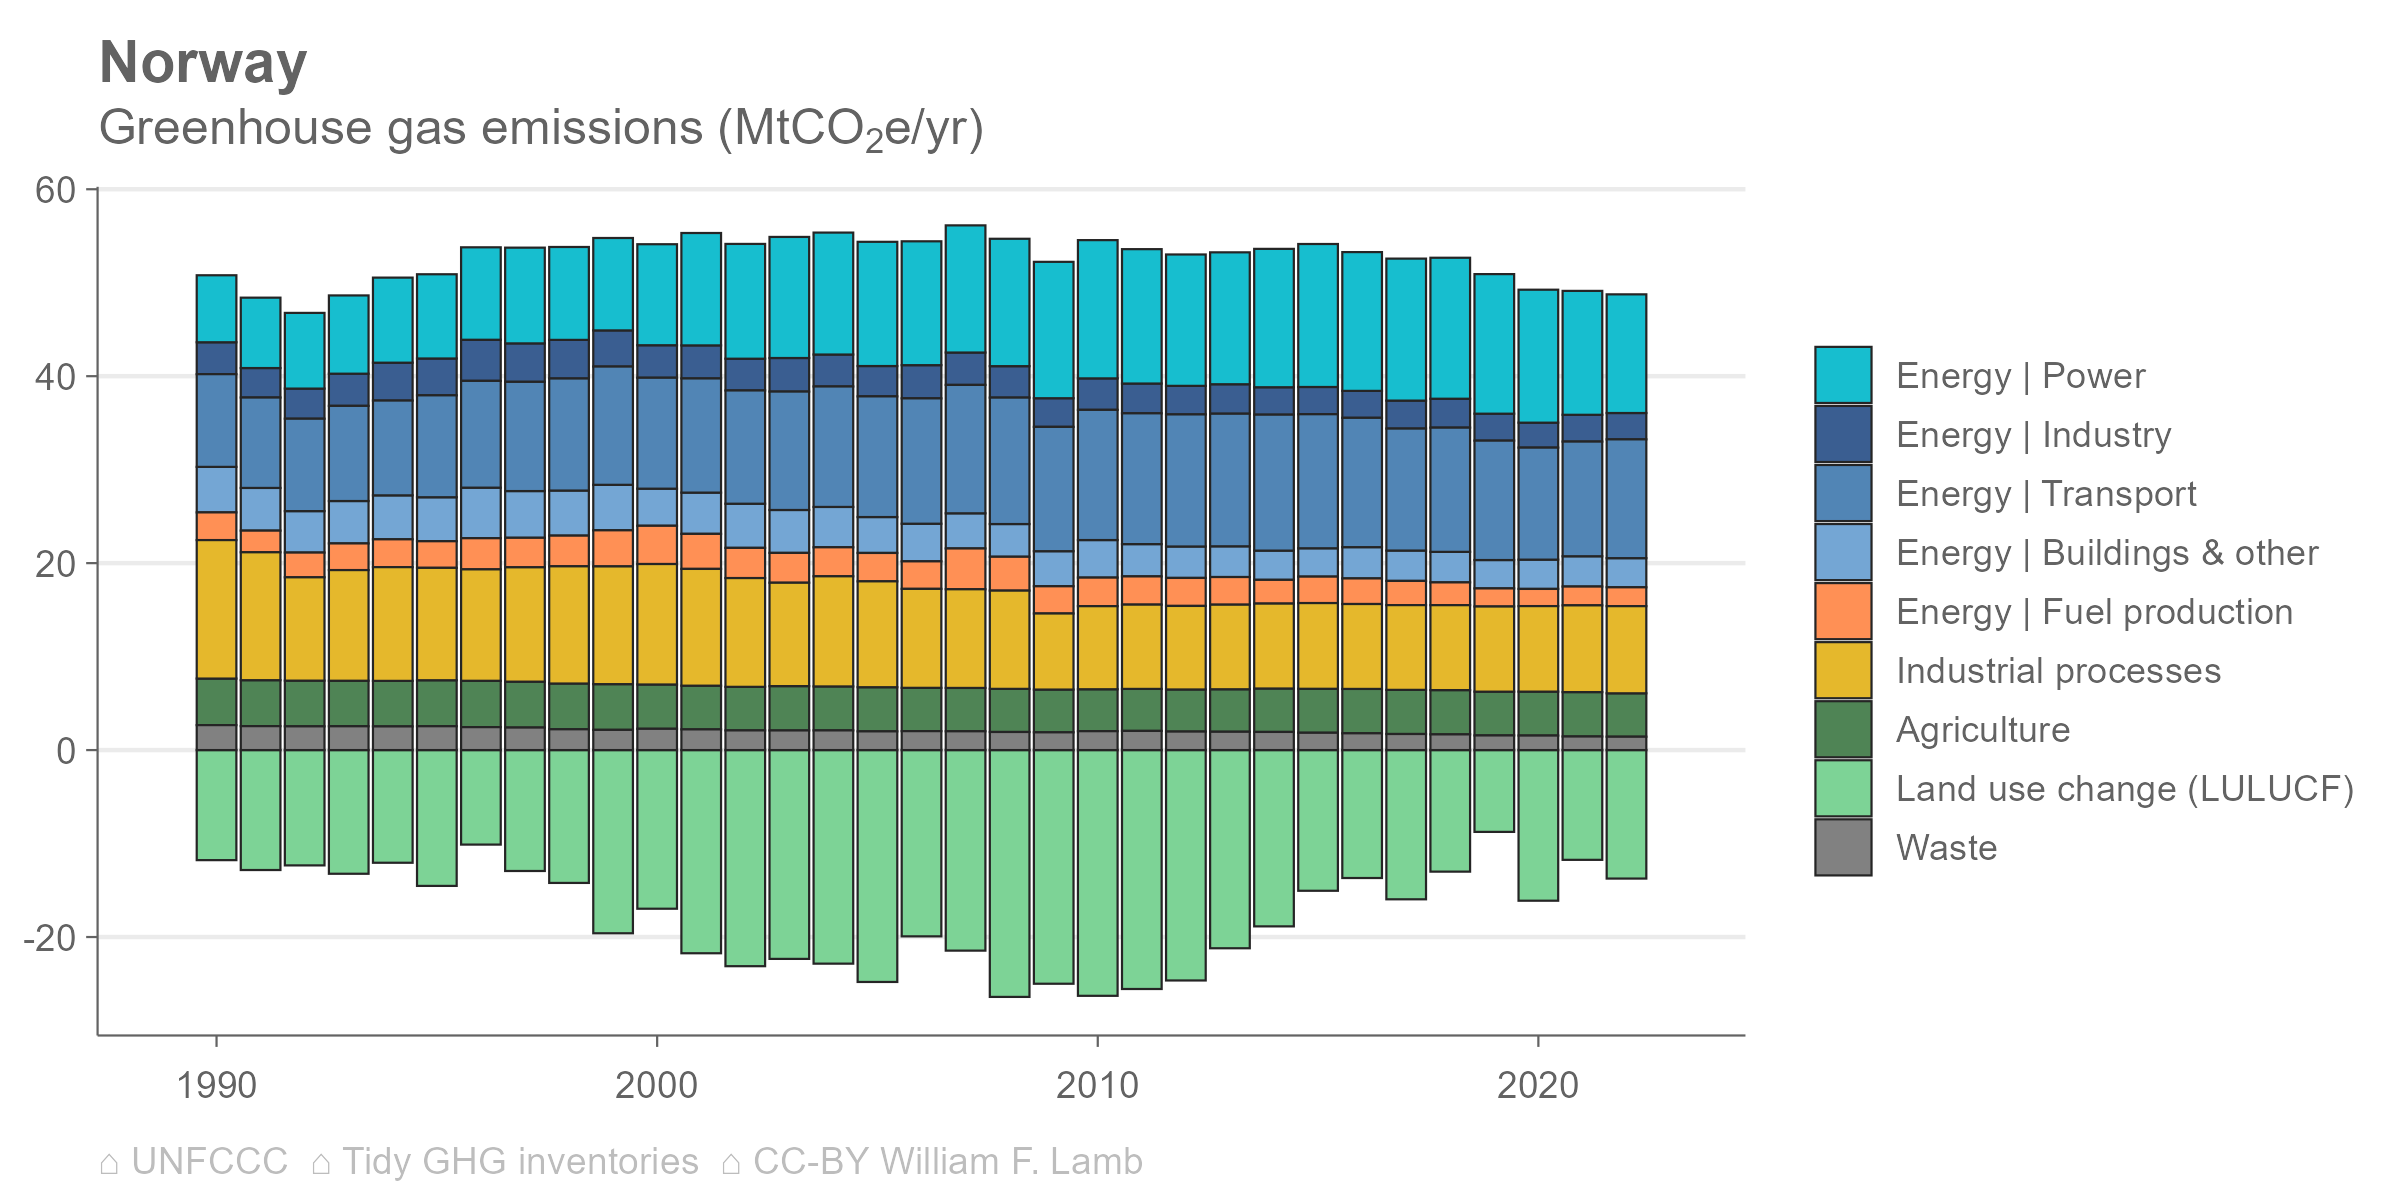 Norway
Greenhouse gas emissions (MtCO₂e/yr)
60
40
20
0
-20
1990
2000
2010
2020
Energy | Power
Energy | Industry
Energy | Transport
Energy | Buildings & other
Energy | Fuel production
Industrial processes
Agriculture
Land use change (LULUCF)
Waste
⌂ UNFCCC ⌂ Tidy GHG inventories ⌂ CC-BY William F. Lamb